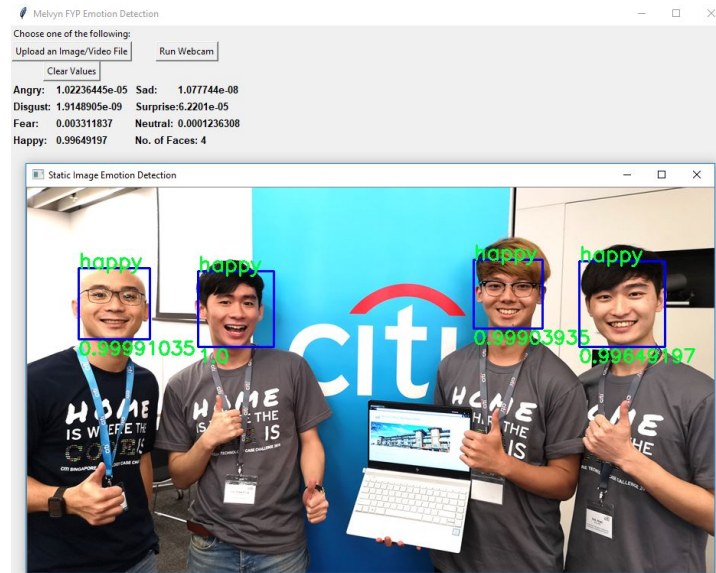 Melvyn FYP Emotion Detection
Choose one of the following:
Upload an Image/Video File Run Webcam
Clear Values
Angry: 1.02236445e-05 Sad: 1.077744e-08
Disgust: 1.9148905e-09 Surprise:6.2201e-05
Fear: 0.003311837 Neutral: 0.0001236308
Happy: 0.99649197 No. of Faces: 4
Static Image Emotion Detection
happy
happy
happy
happy
0.99991035
1.0
0.99903935
0.99649197
citi
HOME
IS WHERE THE
CODE IS
CITI SINGAPORE
HOME
THE
IS
HOME
IS
HOME
THE